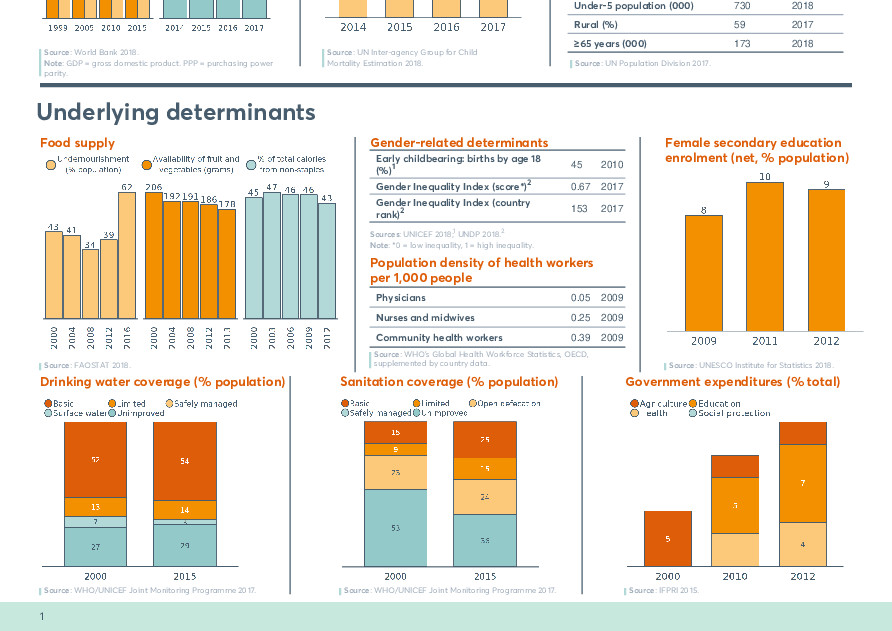 1999 2005 2010 2015
2014 2015 2016 2017
Source: World Bank 2018.
Note: GDP = gross domestic product. PPP = purchasing power
parity.
2014 2015 2016 2017
Source: UN Inter-agency Group for Child
Mortality Estimation 2018.
Under-5 population (000) 730 2018
Rural (%) 59 2017
≥65 years (000) 173 2018
Source: UN Population Division 2017.
Underlying determinants
Food supply
Undernourishment
(% population)
Availability of fruit and
vegetables (grams)
% of total calories
from non-staples
43 41 34 39 62
206 192 191 186 178
45 47 46 46 43
2000 2004 2008 2012 2016
2000 2004 2008 2012
2000 2006 2009 2012
Source: FAOSTAT 2018.
Gender-related determinants
Early childbearing: births by age 18
(%)¹ 45 2010
Gender Inequality Index (score*)² 0.67 2017
Gender Inequality Index (country
rank)² 153 2017
Sources: UNICEF 2018,¹ UNDP 2018.²
Note: *0 = low inequality, 1 = high inequality.
Population density of health workers
per 1,000 people
Physicians 0.05 2009
Nurses and midwives 0.25 2009
Community health workers 0.39 2009
Source: WHO's Global Health Workforce Statistics, OECD,
supplemented by country data.
Female secondary education
enrolment (net, % population)
8 10 9
2009 2011 2012
Source: UNESCO Institute for Statistics 2018.
Drinking water coverage (% population)
Basic Limited Safely managed
Surface water Unimproved
52 54
13 14
7 3
27 29
2000 2015
Source: WHO/UNICEF Joint Monitoring Programme 2017.
Sanitation coverage (% population)
Basic Limited Open defecation
Safely managed Unimproved
15 25
9 15
23 24
53 36
2000 2015
Source: WHO/UNICEF Joint Monitoring Programme 2017.
Government expenditures (% total)
Agriculture Education
Health Social protection
5 7
4
2000 2010 2012
Source: IFPRI 2015.
1